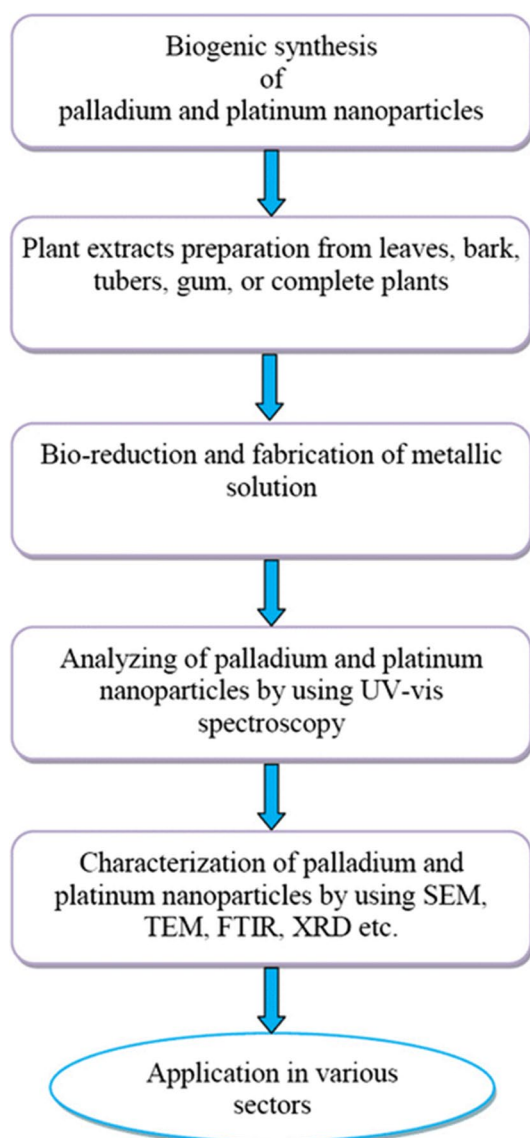 Biogenic synthesis
of
palladium and platinum nanoparticles
Plant extracts preparation from leaves, bark,
tubers, gum, or complete plants
Bio-reduction and fabrication of metallic
solution
Analyzing of palladium and platinum
nanoparticles by using UV-vis
spectroscopy
Characterization of palladium and
platinum nanoparticles by using SEM,
TEM, FTIR, XRD etc.
Application in various
sectors